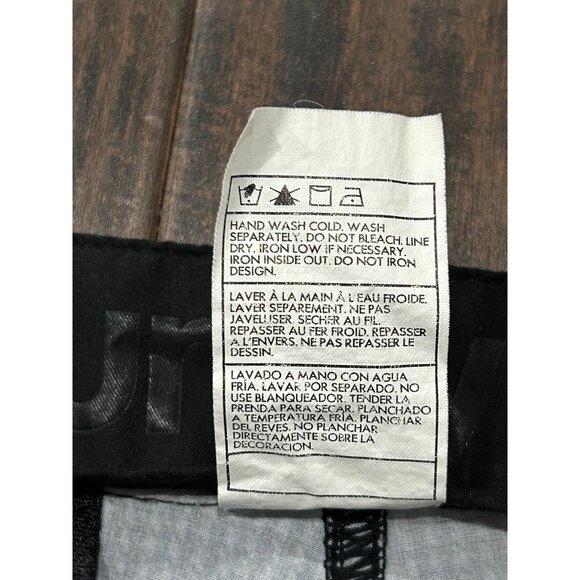 HAND WASH COLD. WASH
SEPARATELY. DO NOT BLEACH. LINE
DRY. IRON LOW IF NECESSARY.
IRON INSIDE OUT. DO NOT IRON
DESIGN.
LAVER À LA MAIN À L'EAU FROIDE.
LAVER SEPAREMENT. NE PAS
JAVELLISER. SECHER AU FIL.
REPASSER AU FER FROID. REPASSER
A L'ENVERS. NE PAS REPASSER LE
DESSIN.
LAVADO A MANO CON AGUA
FRÍA. LAVAR POR SEPARADO. NO
USE BLANQUEADOR. TENDER LA
PRENDA PARA SECAR. PLANCHADO
A TEMPERATURA FRÍA. PLANCHAR
DEL REVES. NO PLANCHAR
DIRECTAMENTE SOBRE LA
DECORACION.